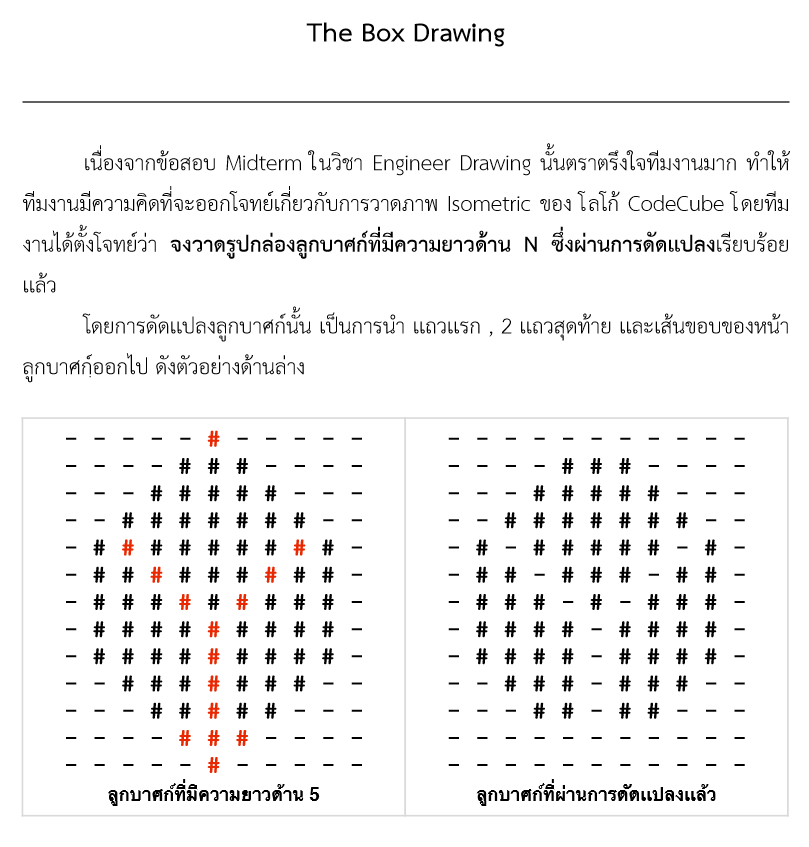 The Box Drawing
เนื่องจากข้อสอบ Midterm ในวิชา Engineer Drawing นั้นตราตรึงใจทีมงานมาก ทำให้
ทีมงานมีความคิดที่จะออกโจทย์เกี่ยวกับการวาดภาพ Isometric ของ โลโก้ CodeCube โดยทีม
งานได้ตั้งโจทย์ว่า จงวาดรูปกล่องลูกบาศก์ที่มีความยาวด้าน N ซึ่งผ่านการดัดแปลงเรียบร้อย
แล้ว
โดยการดัดแปลงลูกบาศก์นั้น เป็นการนำ แถวแรก , 2 แถวสุดท้าย และเส้นขอบของหน้า
ลูกบาศก์ออกไป ดังตัวอย่างด้านล่าง
- - - - - # - - - - -
- - - - # # # - - - -
- - - # # # # # - - -
- - # # # # # # # - -
- # # # # # # # # # -
- # # # # # # # # # -
- # # # # # # # # # -
- # # # # # # # # # -
- # # # # # # # # # -
- - # # # # # # # - -
- - - # # # # # - - -
- - - - # # # - - - -
- - - - - # - - - - -
ลูกบาศก์ที่มีความยาวด้าน 5
- - - - - - - - - - -
- - - - # # # - - - -
- - - # # # # # - - -
- - # # # # # # # - -
- # - # # # # # - # -
- # # - # # # - # # -
- # # # - # - # # # -
- # # # # - # # # # -
- # # # # - # # # # -
- - # # # - # # # - -
- - - # # - # # - - -
- - - - - - - - - - -
- - - - - - - - - - -
ลูกบาศก์ที่ผ่านการดัดแปลงแล้ว